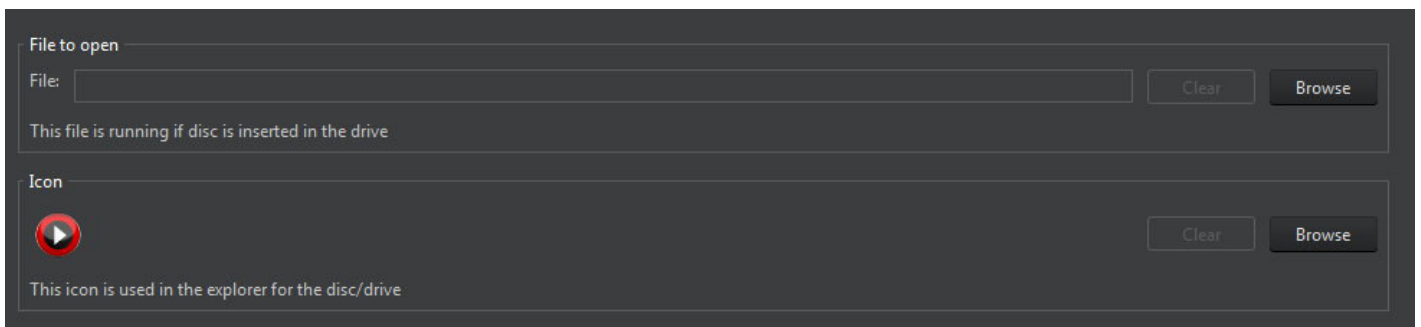 File to open
File:
Clear
Browse
This file is running if disc is inserted in the drive
Icon
Clear
Browse
This icon is used in the explorer for the disc/drive